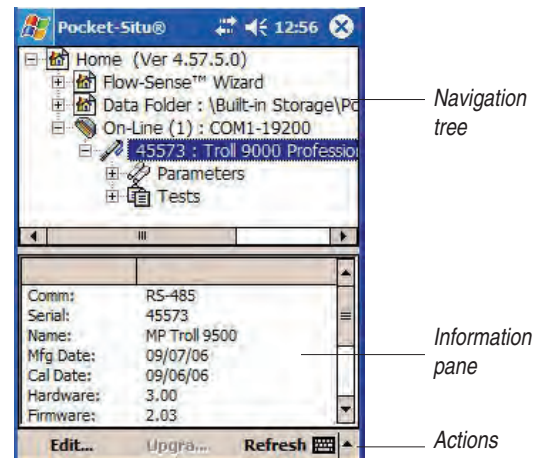 Pocket-Situ® 12:56
Home (Ver 4.57.5.0)
Flow-Sense™ Wizard
Data Folder : \Built-in Storage\Po
On-Line (1) : COM1-19200
45573 : Troll 9000 Professio
Parameters
Tests
Navigation
tree
Comm: RS-485
Serial: 45573
Name: MP Troll 9500
Mfg Date: 09/07/06
Cal Date: 09/06/06
Hardware: 3.00
Firmware: 2.03
Information
pane
Edit... Upgra... Refresh
Actions